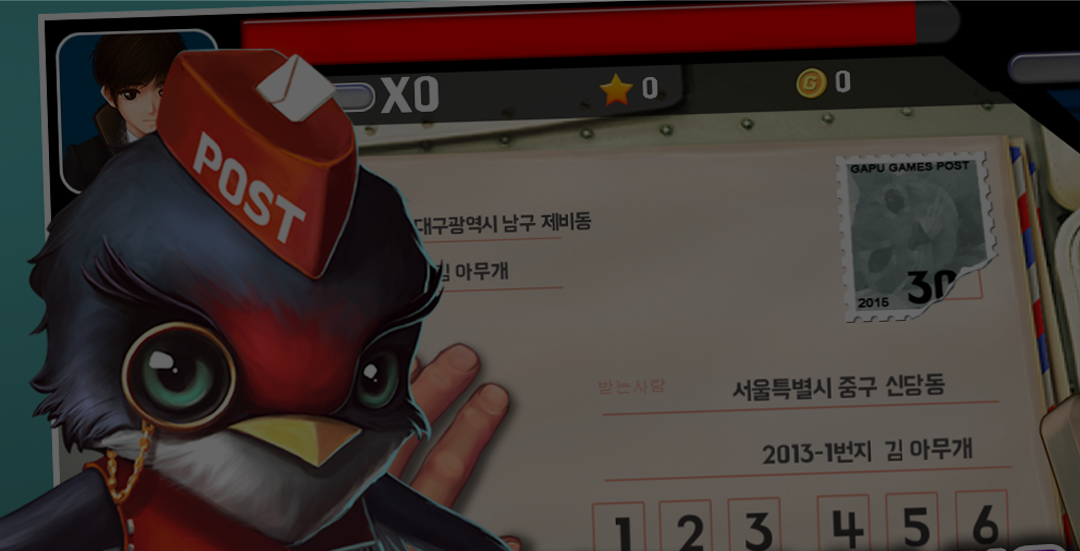 X0
0
0
POST
GAPU GAMES POST
30
2015
대구광역시 남구 제비동
김 아무개
받는사람
서울특별시 중구 신당동
2013-1번지 김 아무개
1 2 3 4 5 6